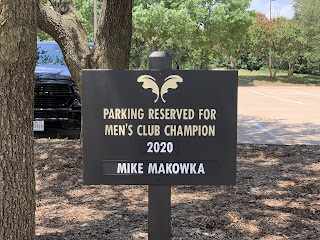 PARKING RESERVED FOR
MEN'S CLUB CHAMPION
2020
MIKE MAKOWKA